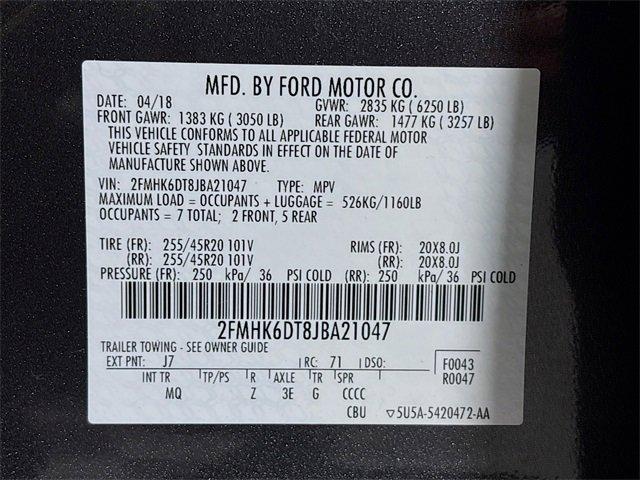 MFD. BY FORD MOTOR CO.
DATE: 04/18 GVWR: 2835 KG ( 6250 LB)
FRONT GAWR: 1383 KG ( 3050 LB) REAR GAWR: 1477 KG ( 3257 LB)
THIS VEHICLE CONFORMS TO ALL APPLICABLE FEDERAL MOTOR
VEHICLE SAFETY STANDARDS IN EFFECT ON THE DATE OF
MANUFACTURE SHOWN ABOVE.
VIN: 2FMHK6DT8JBA21047 TYPE: MPV
MAXIMUM LOAD = OCCUPANTS + LUGGAGE = 526KG/1160LB
OCCUPANTS = 7 TOTAL; 2 FRONT, 5 REAR
TIRE (FR): 255/45R20 101V RIMS (FR): 20X8.0J
(RR): 255/45R20 101V (RR): 20X8.0J
PRESSURE (FR): 250 kPa/ 36 PSI COLD (RR): 250 kPa/ 36 PSI COLD
2FMHK6DT8JBA21047
TRAILER TOWING - SEE OWNER GUIDE
EXT PNT: J7 RC: 71 DSO: F0043
R0047
INT TR TP/PS R AXLE TR SPR
MQ Z 3E G CCCC
CBU ▽5U5A-5420472-AA